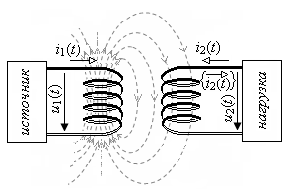 i₁(t)
i₂(t)
источник
u₁(t)
(i₂(t))
u₂(t)
нагрузка